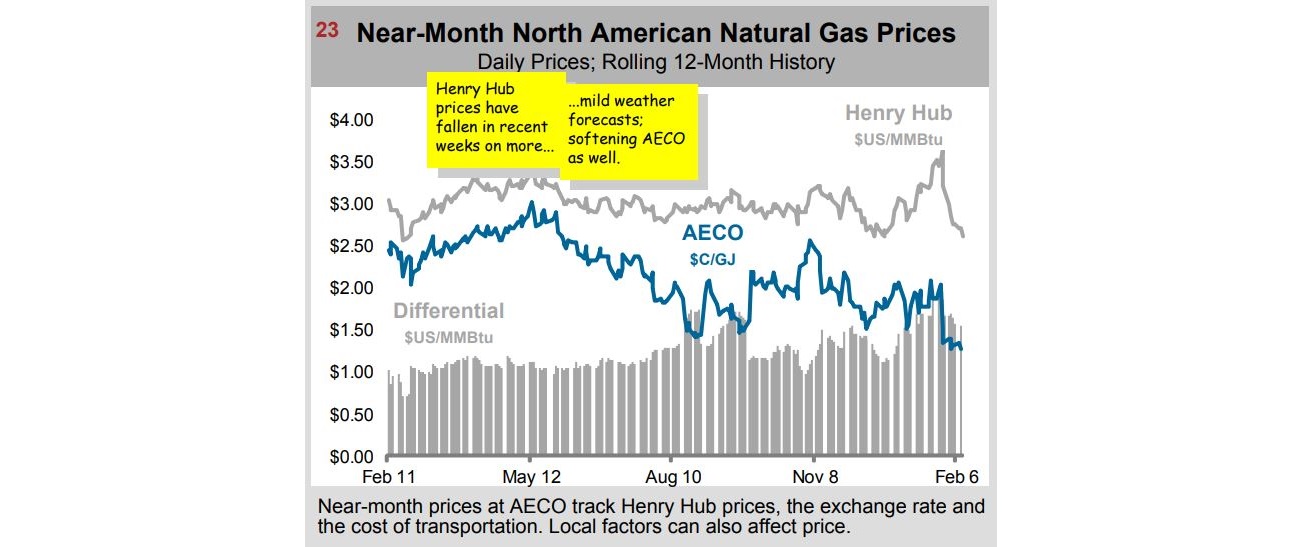 23 Near-Month North American Natural Gas Prices
Daily Prices; Rolling 12-Month History
Henry Hub
prices have
fallen in recent
weeks on more...
...mild weather
forecasts;
softening AECO
as well.
Henry Hub
$US/MMBtu
AECO
$C/GJ
Differential
$US/MMBtu
$4.00
$3.50
$3.00
$2.50
$2.00
$1.50
$1.00
$0.50
$0.00
Feb 11 May 12 Aug 10 Nov 8 Feb 6
Near-month prices at AECO track Henry Hub prices, the exchange rate and
the cost of transportation. Local factors can also affect price.